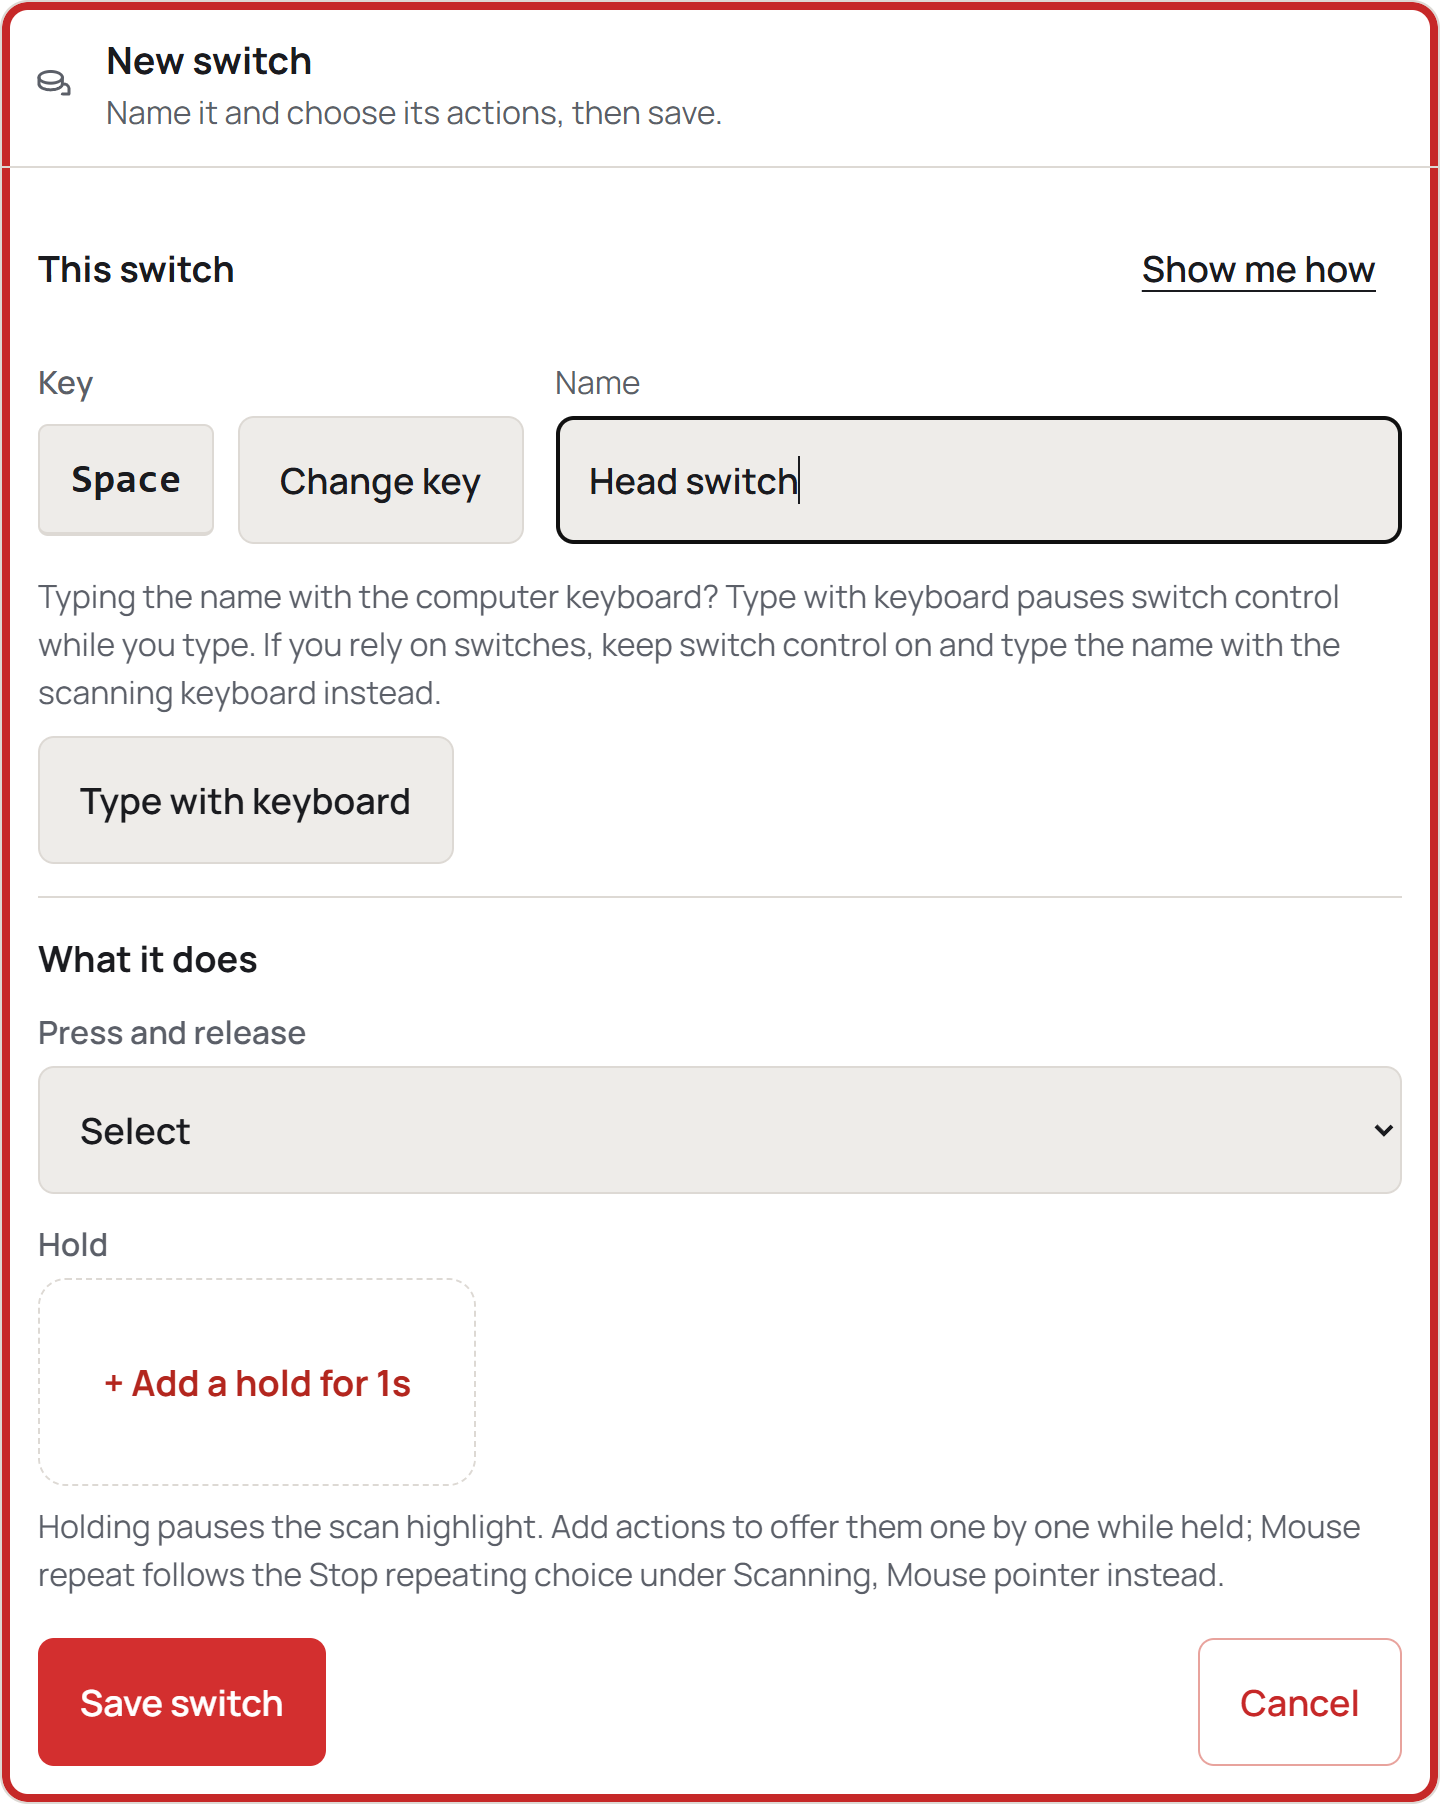 New switch
Name it and choose its actions, then save.
This switch
Show me how
Key
Name
Space
Change key
Head switch
Typing the name with the computer keyboard? Type with keyboard pauses switch control
while you type. If you rely on switches, keep switch control on and type the name with the
scanning keyboard instead.
Type with keyboard
What it does
Press and release
Select
Hold
+ Add a hold for 1s
Holding pauses the scan highlight. Add actions to offer them one by one while held; Mouse
repeat follows the Stop repeating choice under Scanning, Mouse pointer instead.
Save switch
Cancel